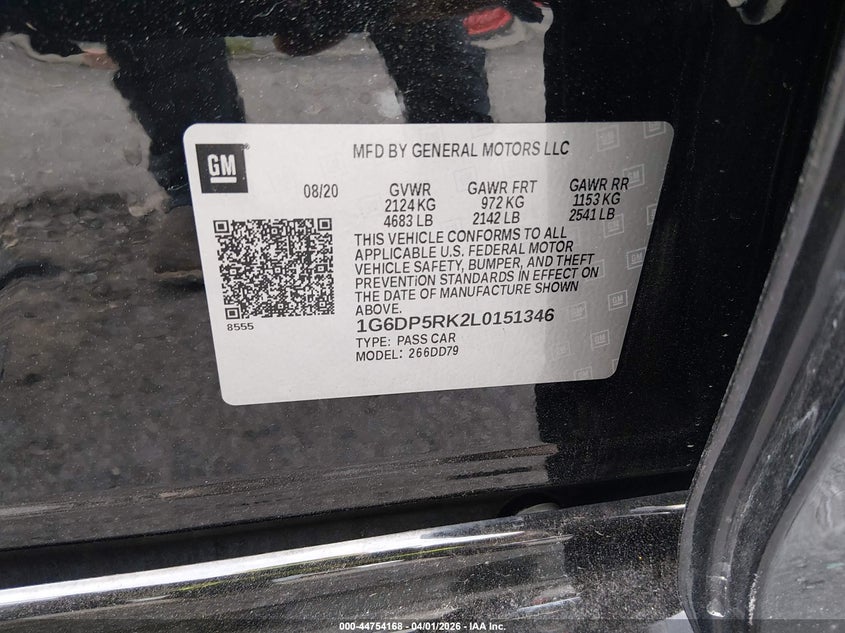 GM
MFD BY GENERAL MOTORS LLC
08/20 GVWR GAWR FRT GAWR RR
2124 KG 972 KG 1153 KG
4683 LB 2142 LB 2541 LB
THIS VEHICLE CONFORMS TO ALL
APPLICABLE U.S. FEDERAL MOTOR
VEHICLE SAFETY, BUMPER, AND THEFT
PREVENTION STANDARDS IN EFFECT ON
THE DATE OF MANUFACTURE SHOWN
ABOVE.
8555
1G6DP5RK2L0151346
TYPE: PASS CAR
MODEL: 266DD79
000-44754168 - 04/01/2026 - IAA Inc.